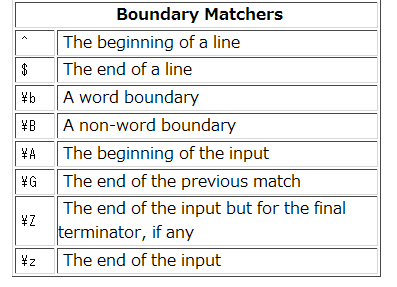 Boundary Matchers
^ The beginning of a line
$ The end of a line
¥b A word boundary
¥B A non-word boundary
¥A The beginning of the input
¥G The end of the previous match
¥Z The end of the input but for the final
terminator, if any
¥z The end of the input